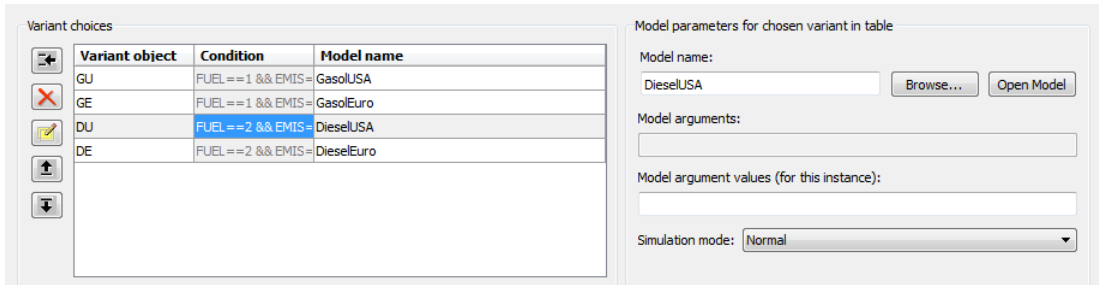 Variant choices
Variant object Condition Model name
GU FUEL==1 && EMIS= GasolUSA
GE FUEL==1 && EMIS= GasolEuro
DU FUEL==2 && EMIS= DieselUSA
DE FUEL==2 && EMIS= DieselEuro
Model parameters for chosen variant in table
Model name:
DieselUSA Browse... Open Model
Model arguments:
Model argument values (for this instance):
Simulation mode: Normal